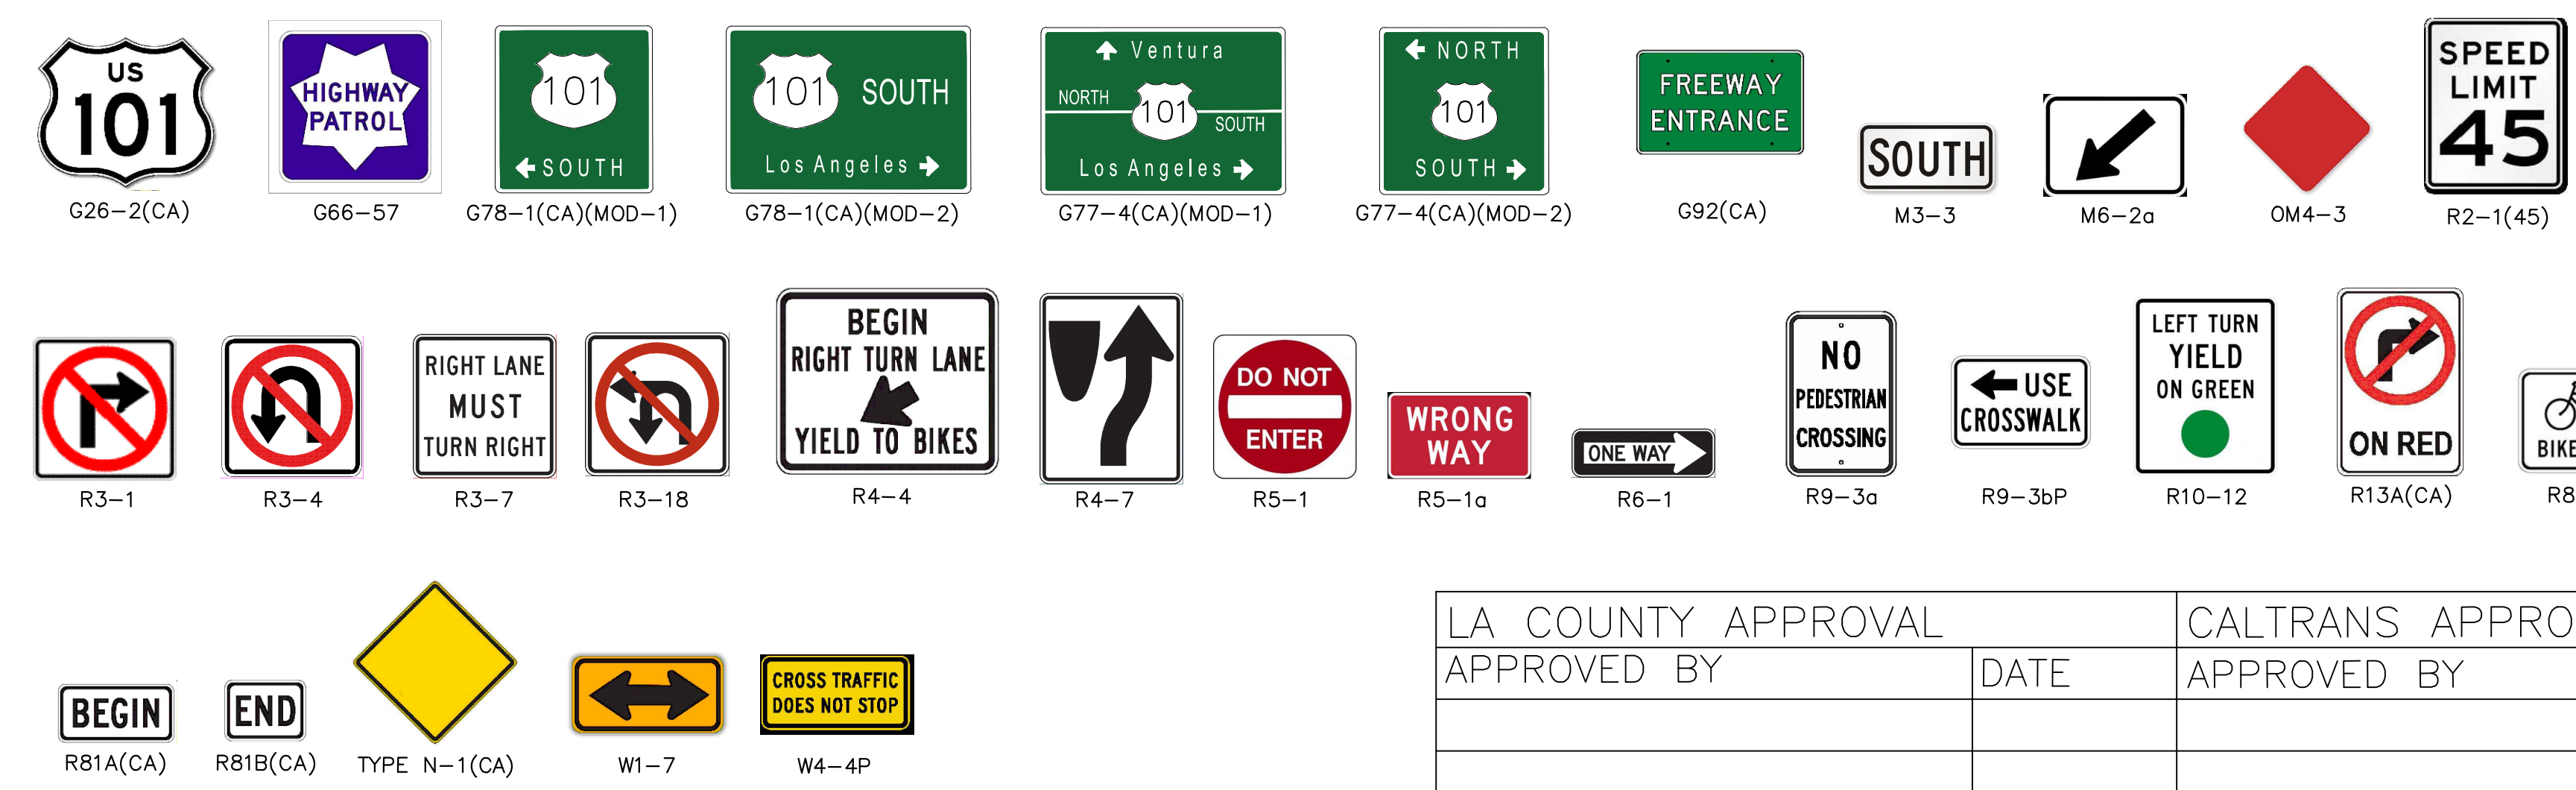 US
101
G26-2(CA)
HIGHWAY
PATROL
G66-57
101
SOUTH
G78-1(CA)(MOD-1)
101 SOUTH
Los Angeles
G78-1(CA)(MOD-2)
Ventura
NORTH 101 SOUTH
Los Angeles
G77-4(CA)(MOD-1)
NORTH
101
SOUTH
G77-4(CA)(MOD-2)
FREEWAY
ENTRANCE
G92(CA)
SOUTH
M3-3
M6-2a
OM4-3
SPEED
LIMIT
45
R2-1(45)
R3-1
R3-4
RIGHT LANE
MUST
TURN RIGHT
R3-7
R3-18
BEGIN
RIGHT TURN LANE
YIELD TO BIKES
R4-4
R4-7
DO NOT
ENTER
R5-1
WRONG
WAY
R5-1a
ONE WAY
R6-1
NO
PEDESTRIAN
CROSSING
R9-3a
USE
CROSSWALK
R9-3bP
LEFT TURN
YIELD
ON GREEN
R10-12
ON RED
R13A(CA)
BIKE
R8
BEGIN
R81A(CA)
END
R81B(CA)
TYPE N-1(CA)
W1-7
CROSS TRAFFIC
DOES NOT STOP
W4-4P
LA COUNTY APPROVAL
CALTRANS APPRO
APPROVED BY
DATE
APPROVED BY